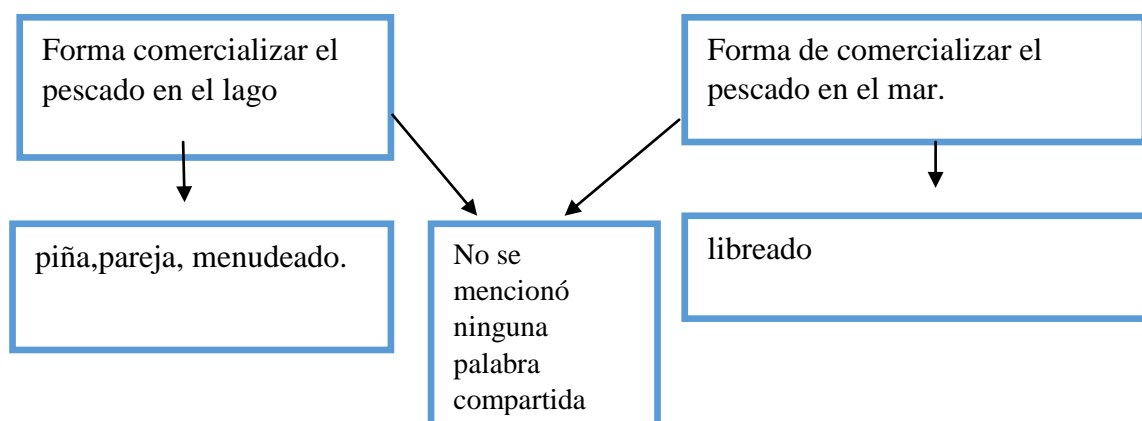 Forma comercializar el
pescado en el lago
Forma de comercializar el
pescado en el mar.
piña,pareja, menudeado.
No se
mencionó
ninguna
palabra
compartida
libreado